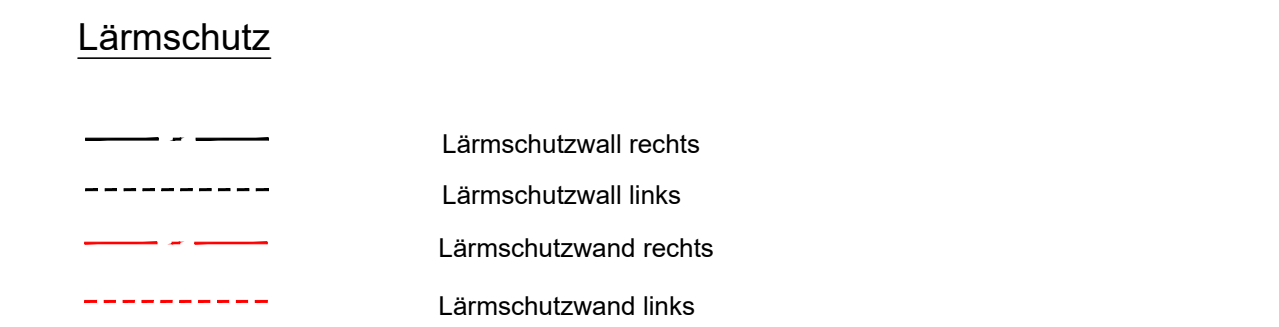 Lärmschutz
Lärmschutzwall rechts
Lärmschutzwall links
Lärmschutzwand rechts
Lärmschutzwand links